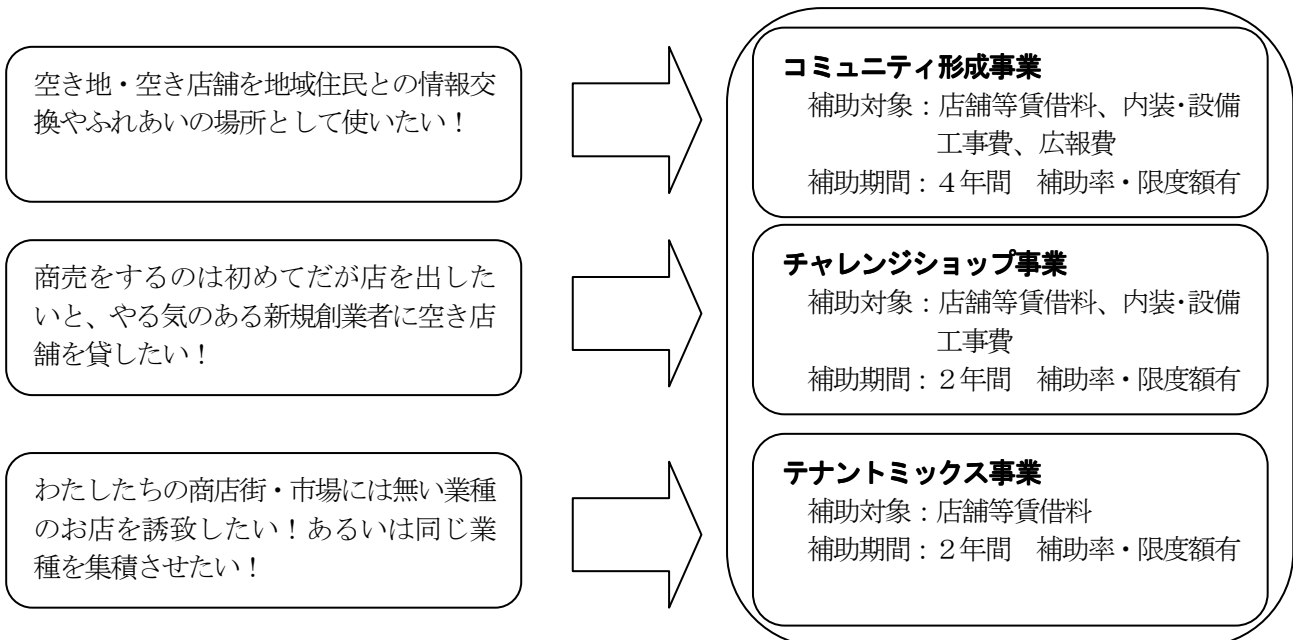 空き地・空き店舗を地域住民との情報交
換やふれあいの場所として使いたい！
コミュニティ形成事業
補助対象：店舗等賃借料、内装・設備
工事費、広報費
補助期間：４年間　補助率・限度額有
商売をするのは初めてだが店を出した
いと、やる気のある新規創業者に空き店
舗を貸したい！
チャレンジショップ事業
補助対象：店舗等賃借料、内装・設備
工事費
補助期間：２年間　補助率・限度額有
わたしたちの商店街・市場には無い業種
のお店を誘致したい！あるいは同じ業
種を集積させたい！
テナントミックス事業
補助対象：店舗等賃借料
補助期間：２年間　補助率・限度額有